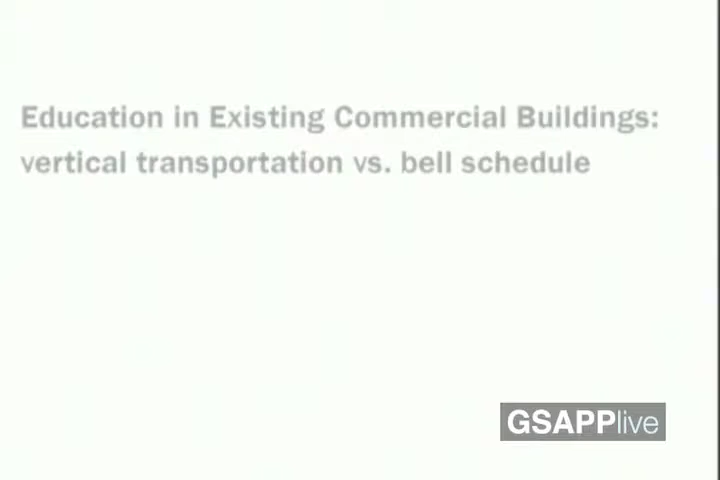 Education in Existing Commercial Buildings:
vertical transportation vs. bell schedule
GSAPPlive